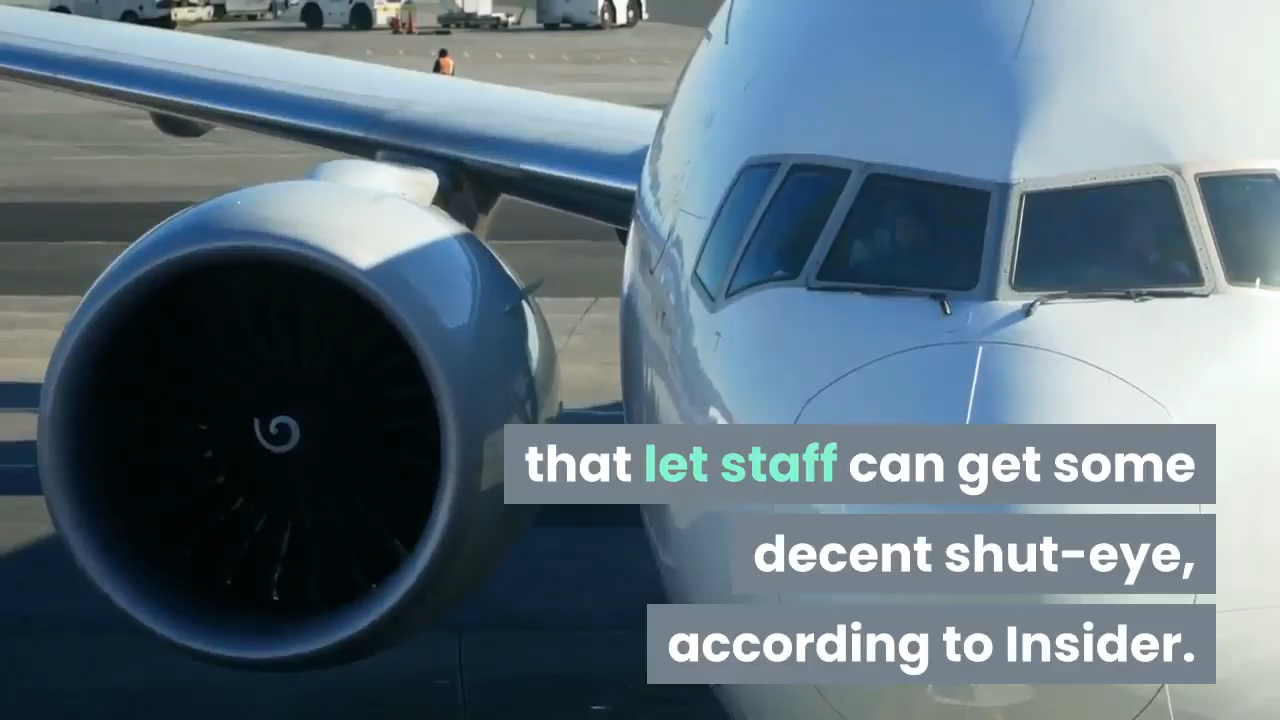 that let staff can get some
decent shut-eye,
according to Insider.